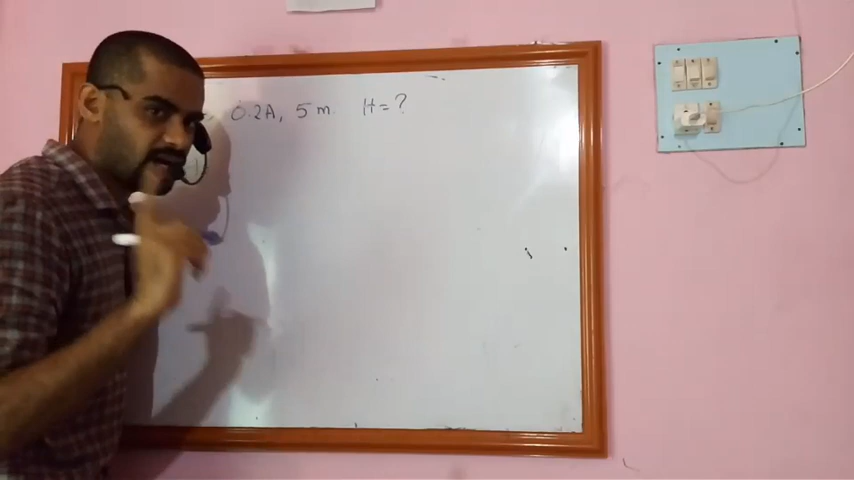 0.2A, 5 m. H = ?